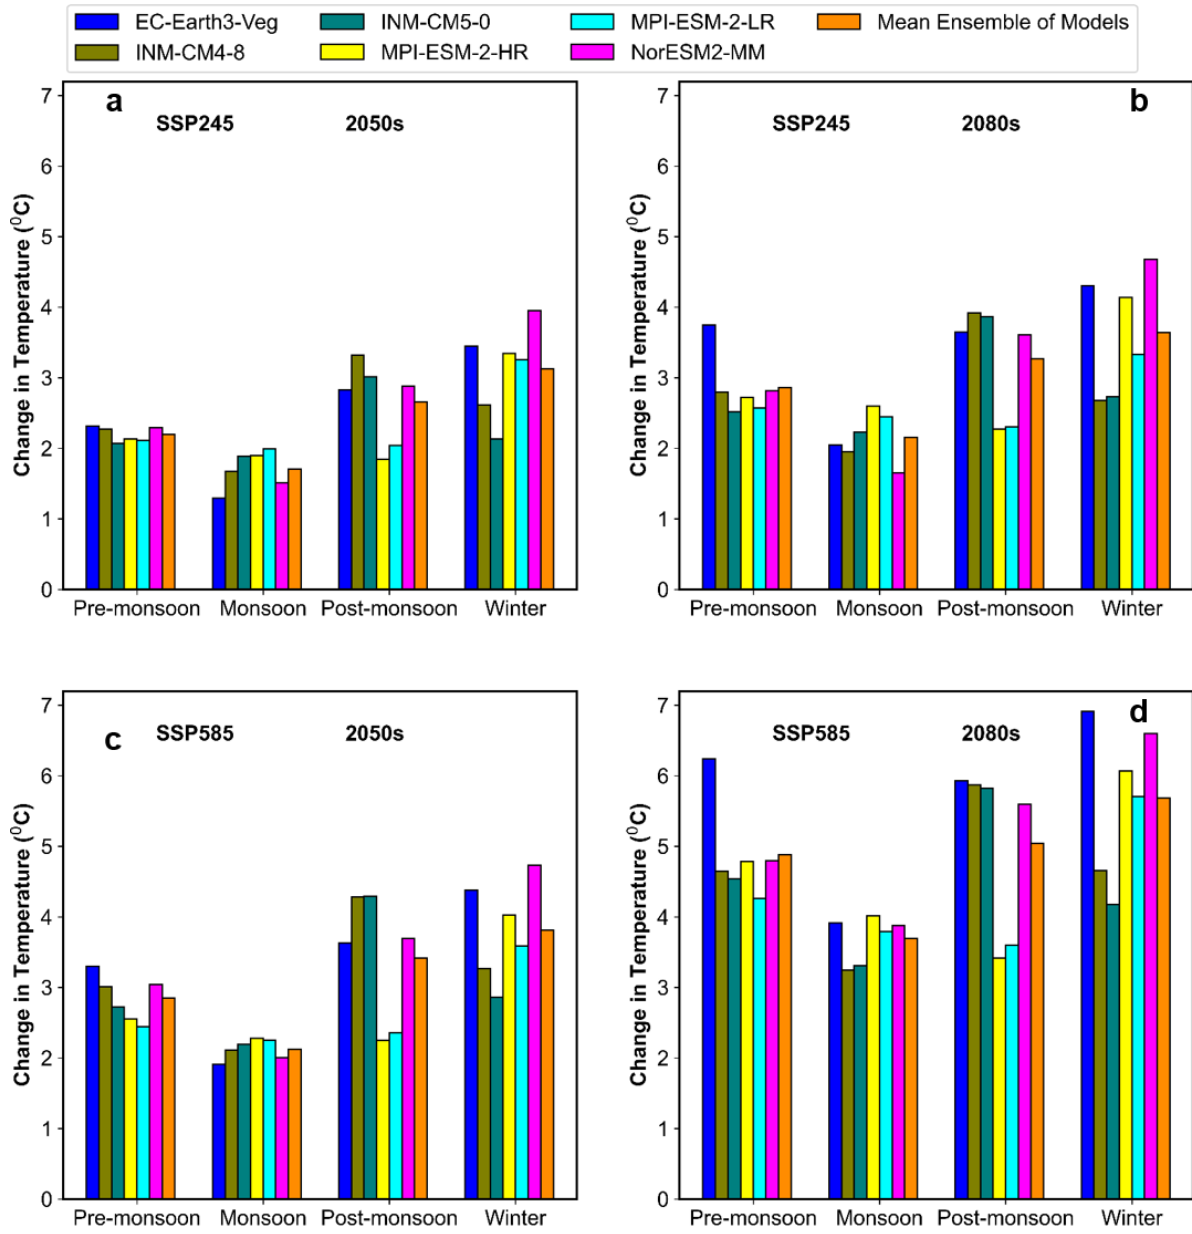 EC-Earth3-Veg INM-CM5-0 MPI-ESM-2-LR Mean Ensemble of Models
INM-CM4-8 MPI-ESM-2-HR NorESM2-MM
a
SSP245 2050s
Change in Temperature (⁰C)
7
6
5
4
3
2
1
0
Pre-monsoon Monsoon Post-monsoon Winter
b
SSP245 2080s
Change in Temperature (⁰C)
7
6
5
4
3
2
1
0
Pre-monsoon Monsoon Post-monsoon Winter
c
SSP585 2050s
Change in Temperature (⁰C)
7
6
5
4
3
2
1
0
Pre-monsoon Monsoon Post-monsoon Winter
d
SSP585 2080s
Change in Temperature (⁰C)
7
6
5
4
3
2
1
0
Pre-monsoon Monsoon Post-monsoon Winter